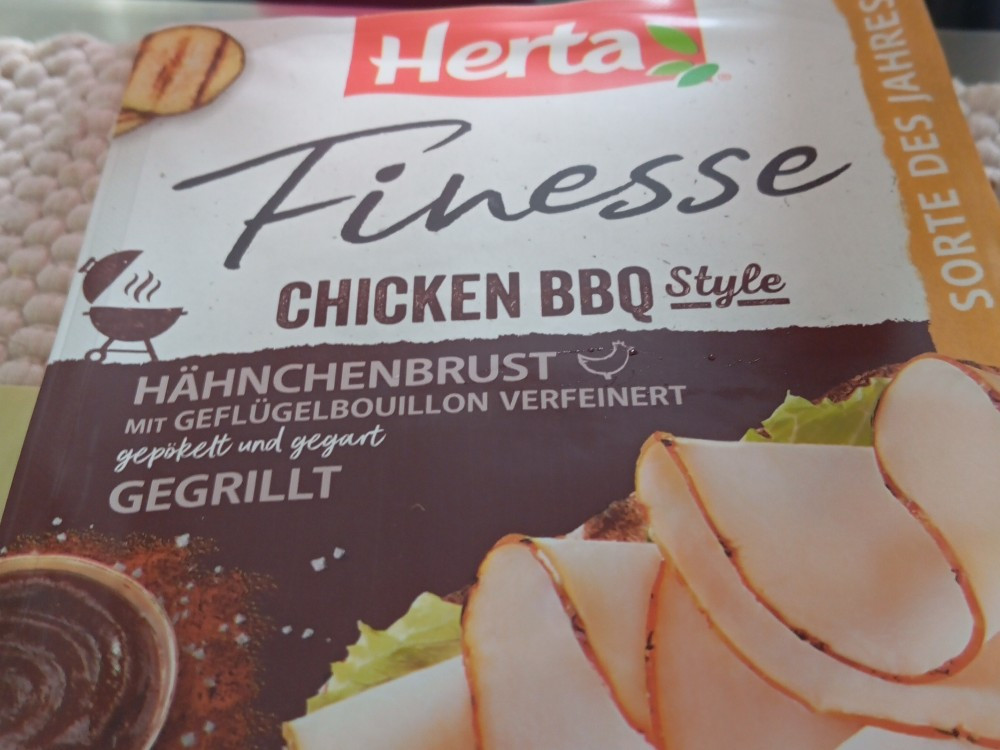 Herta
Finesse
CHICKEN BBQ Style
HÄHNCHENBRUST
MIT GEFLÜGELBOUILLON VERFEINERT
gepökelt und gegart
GEGRILLT
SORTE DES JAHRES